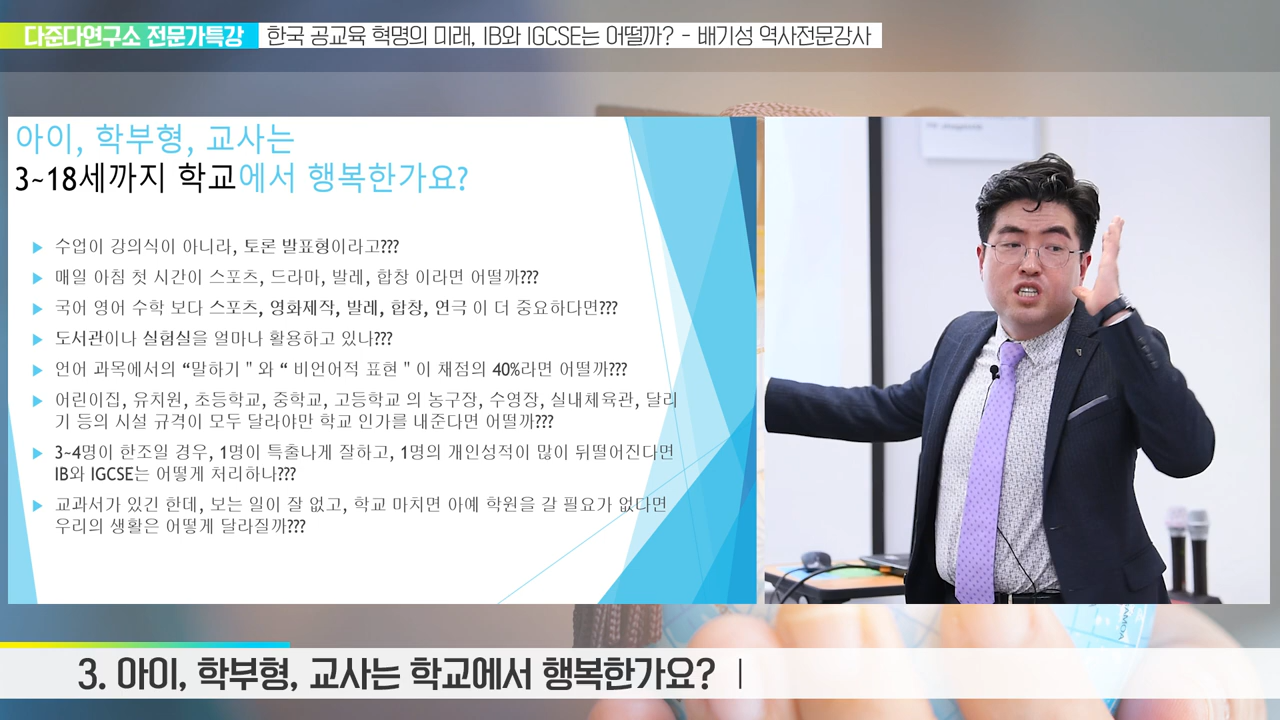 다준다연구소 전문가특강 한국 공교육 혁명의 미래, IB와 IGCSE는 어떨까? - 배기성 역사전문강사
아이, 학부형, 교사는
3~18세까지 학교에서 행복한가요?
수업이 강의식이 아니라, 토론 발표형이라고???
매일 아침 첫 시간이 스포츠, 드라마, 발레, 합창 이라면 어떨까???
국어 영어 수학 보다 스포츠, 영화제작, 발레, 합창, 연극 이 더 중요하다면???
도서관이나 실험실을 얼마나 활용하고 있나???
언어 과목에서의 “말하기 " 와 “ 비언어적 표현 " 이 채점의 40%라면 어떨까???
어린이집, 유치원, 초등학교, 중학교, 고등학교 의 농구장, 수영장, 실내체육관, 달리
기 등의 시설 규격이 모두 달라야만 학교 인가를 내준다면 어떨까???
3~4명이 한조일 경우, 1명이 특출나게 잘하고, 1명의 개인성적이 많이 뒤떨어진다면
IB와 IGCSE는 어떻게 처리하나???
교과서가 있긴 한데, 보는 일이 잘 없고, 학교 마치면 아예 학원을 갈 필요가 없다면
우리의 생활은 어떻게 달라질까???
SAMOA
3. 아이, 학부형, 교사는 학교에서 행복한가요?